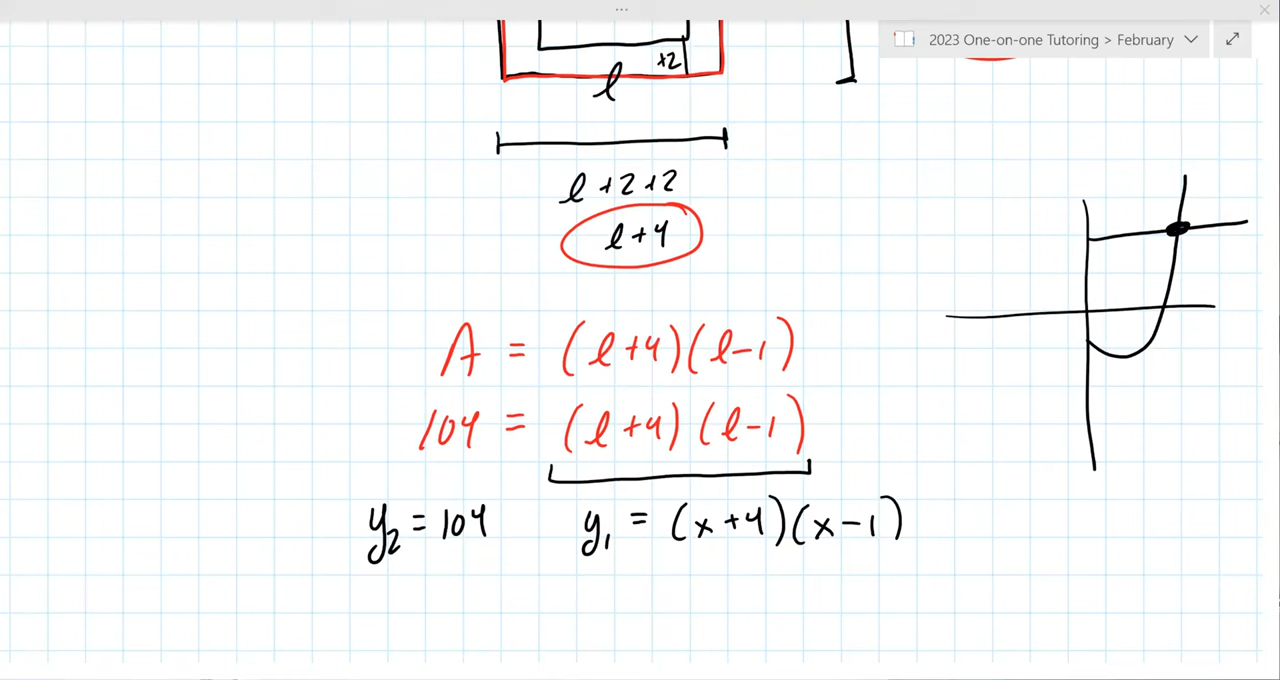 2023 One-on-one Tutoring > February
+2
l
l +2+2
l+4
A = (l+4)(l-1)
104 = (l+4) (l-1)
y₂ = 104 y₁ = (x+4)(x-1)